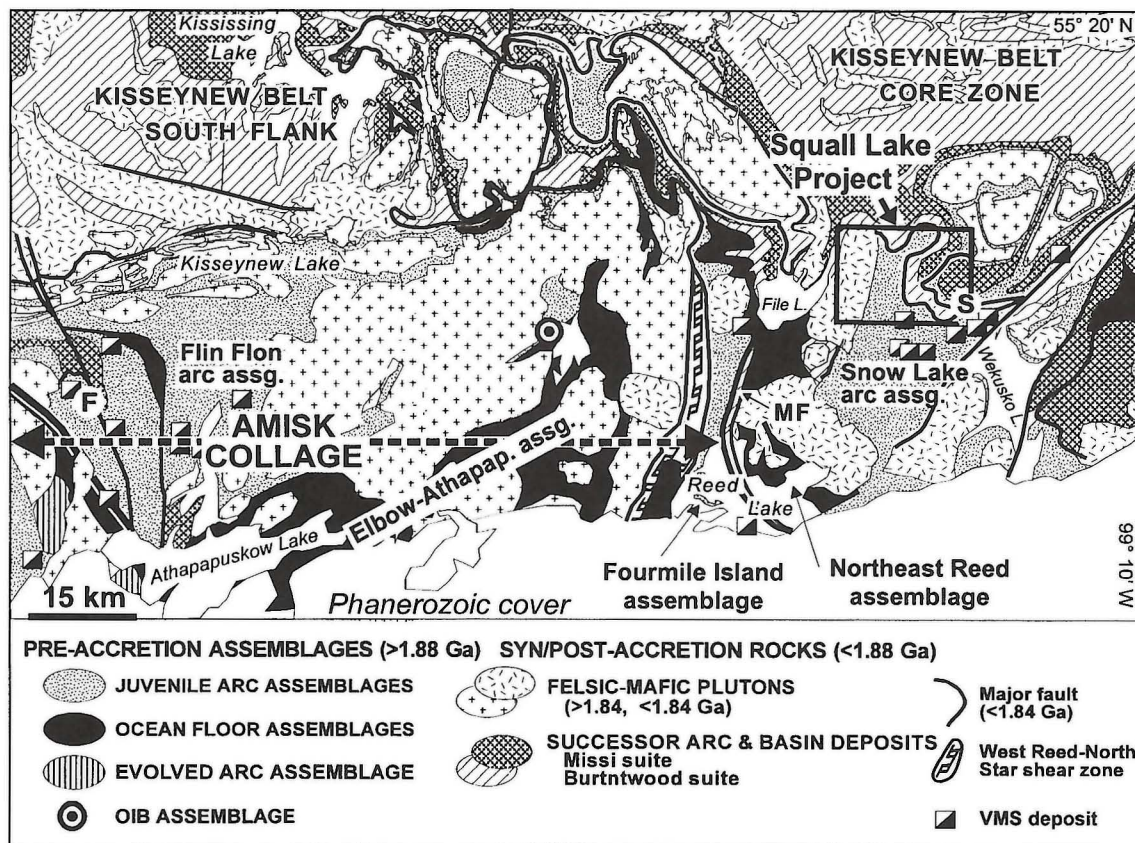 Kississing
Lake
55° 20' N
KISSEYNEW BELT
SOUTH FLANK
KISSEYNEW BELT
CORE ZONE
Squall Lake
Project
Kisseynew Lake
File L.
S
Flin Flon
arc assg.
F
AMISK
COLLAGE
Snow Lake
arc assg.
Wekusko L.
MF
Elbow-Athapap. assg.
Reed
Lake
Athapapuskow Lake
99° 10' W
15 km
Phanerozoic cover
Fourmile Island
assemblage
Northeast Reed
assemblage
PRE-ACCRETION ASSEMBLAGES (>1.88 Ga)
JUVENILE ARC ASSEMBLAGES
OCEAN FLOOR ASSEMBLAGES
EVOLVED ARC ASSEMBLAGE
OIB ASSEMBLAGE
SYN/POST-ACCRETION ROCKS (<1.88 Ga)
FELSIC-MAFIC PLUTONS
(>1.84, <1.84 Ga)
SUCCESSOR ARC & BASIN DEPOSITS
Missi suite
Burtntwood suite
Major fault
(<1.84 Ga)
West Reed-North
Star shear zone
VMS deposit